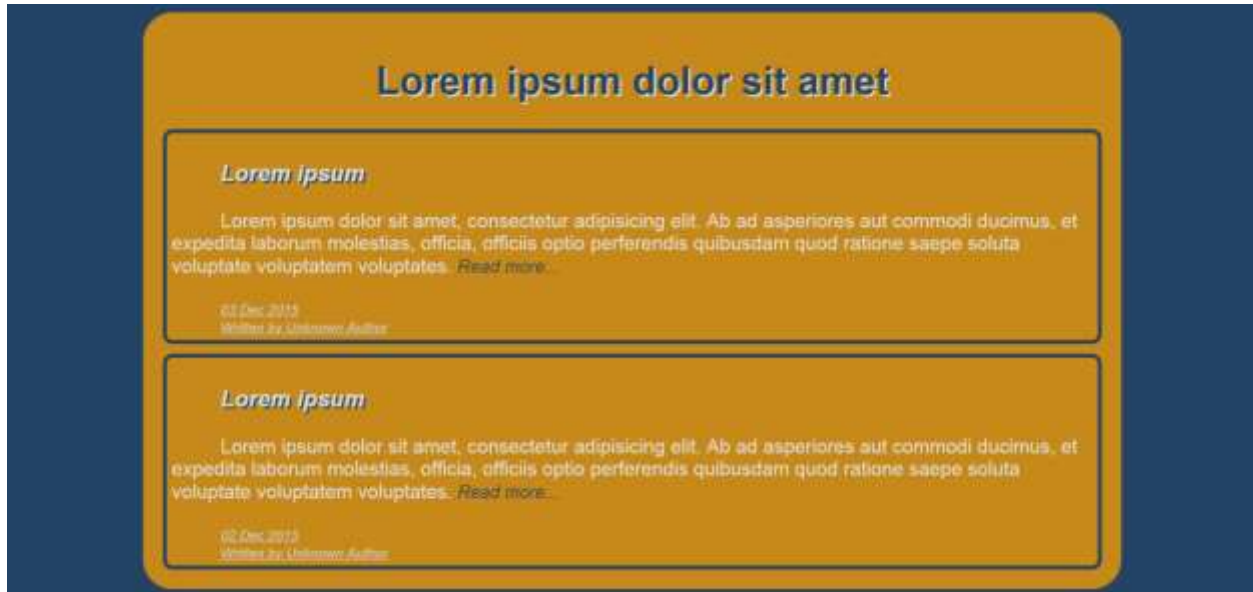 Lorem ipsum dolor sit amet
Lorem ipsum
Lorem ipsum dolor sit amet, consectetur adipisicing elit. Ab ad asperiores aut commodi ducimus, et
expedita laborum molestias, officia, officiis optio perferendis quibusdam quod ratione saepe soluta
voluptate voluptatem voluptates. Read more...
03 Dec 2015
Written by Unknown Author
Lorem ipsum
Lorem ipsum dolor sit amet, consectetur adipisicing elit. Ab ad asperiores aut commodi ducimus, et
expedita laborum molestias, officia, officiis optio perferendis quibusdam quod ratione saepe soluta
voluptate voluptatem voluptates. Read more...
02 Dec 2015
Written by Unknown Author